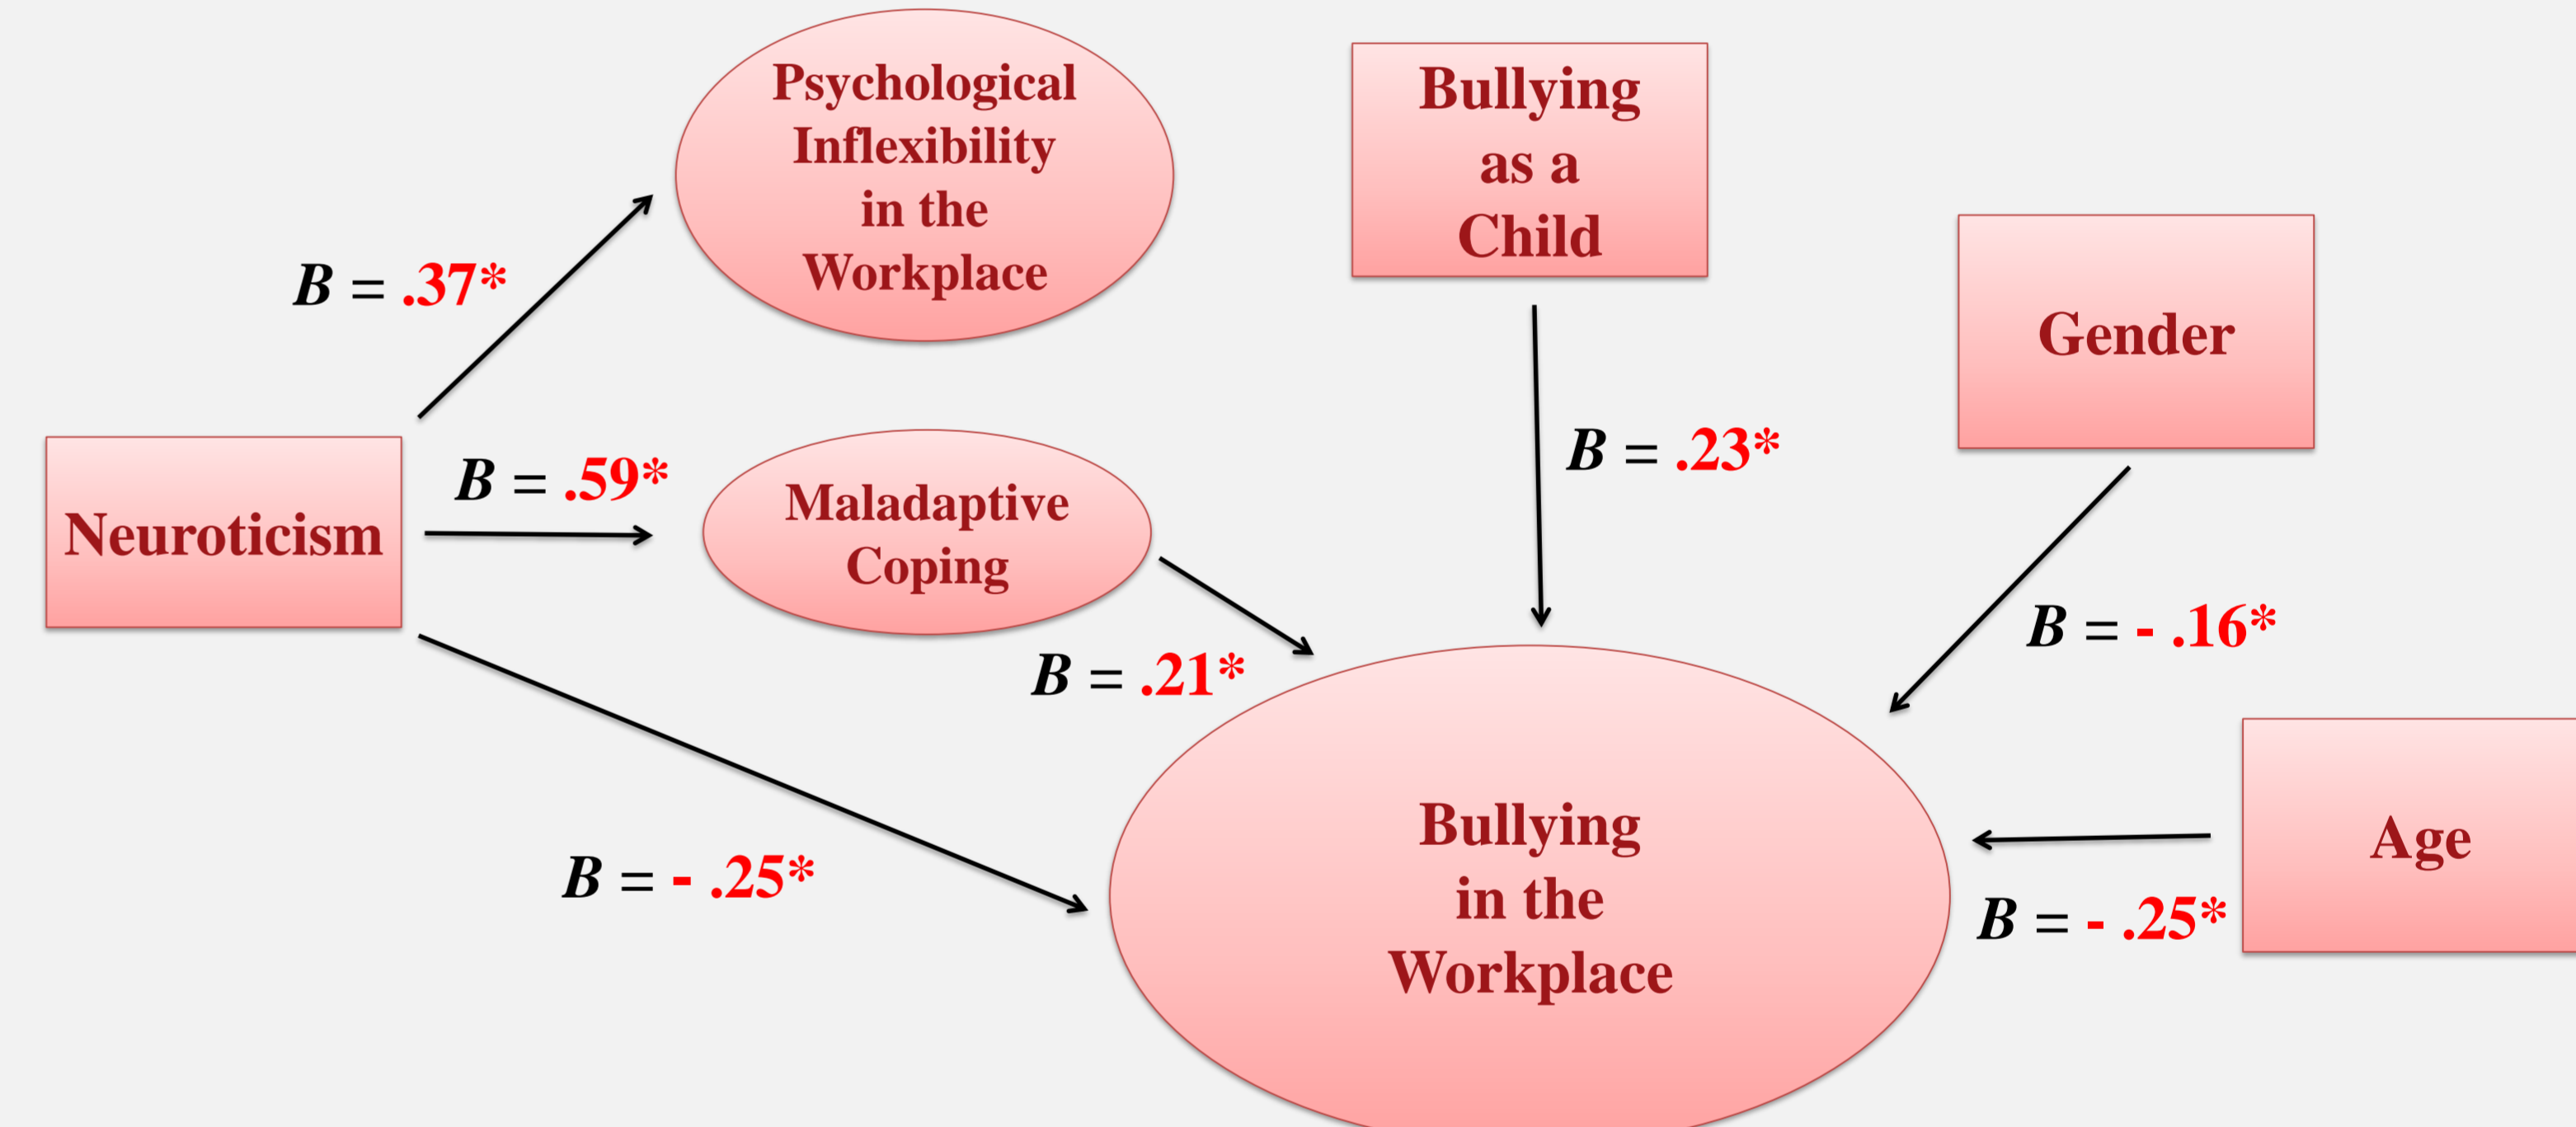 Psychological
Inflexibility
in the
Workplace
Bullying
as a
Child
Gender
B = .37*
Neuroticism
B = .59*
Maladaptive
Coping
B = .23*
B = .21*
B = - .16*
B = - .25*
Bullying
in the
Workplace
Age
B = - .25*